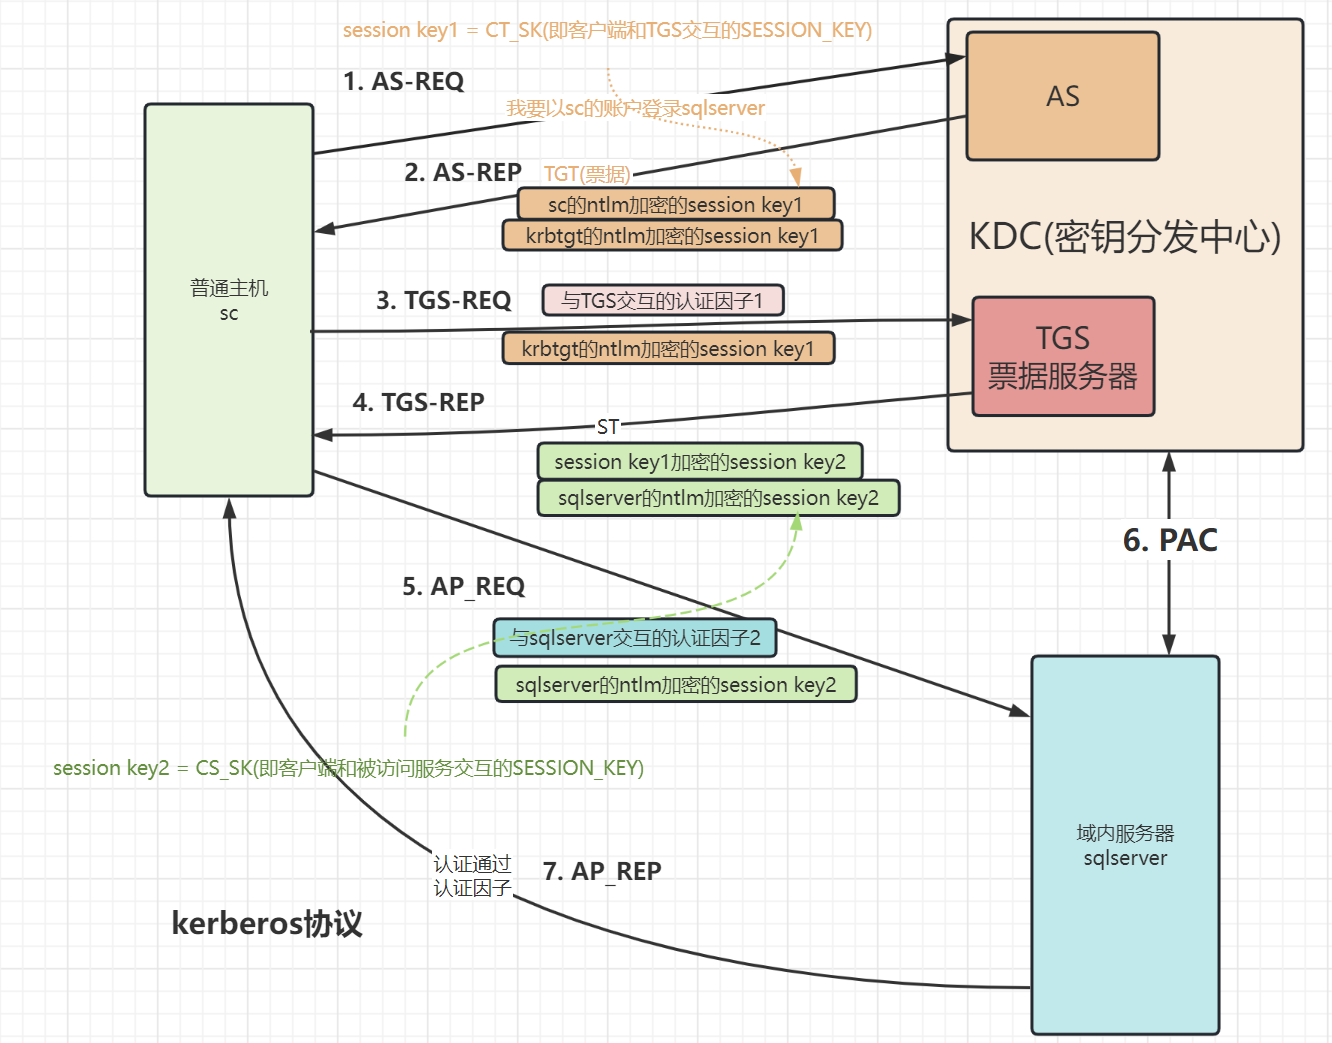 session key1 = CT_SK(即客户端和TGS交互的SESSION_KEY)
1. AS-REQ
AS
我要以sc的账户登录sqlserver
2. AS-REP
TGT(票据)
sc的ntlm加密的session key1
krbtgt的ntlm加密的session key1
KDC(密钥分发中心)
普通主机
sc
3. TGS-REQ
与TGS交互的认证因子1
krbtgt的ntlm加密的session key1
TGS
票据服务器
4. TGS-REP
ST
session key1加密的session key2
sqlserver的ntlm加密的session key2
6. PAC
5. AP_REQ
与sqlserver交互的认证因子2
sqlserver的ntlm加密的session key2
session key2 = CS_SK(即客户端和被访问服务交互的SESSION_KEY)
域内服务器
sqlserver
认证通过
认证因子
7. AP_REP
kerberos协议